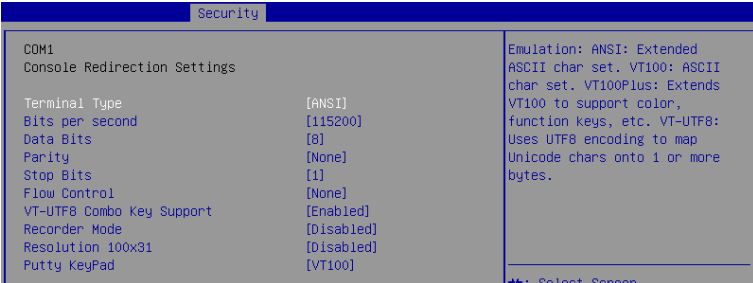 Security
COM1
Console Redirection Settings
Terminal Type [ANSI]
Bits per second [115200]
Data Bits [8]
Parity [None]
Stop Bits [1]
Flow Control [None]
VT-UTF8 Combo Key Support [Enabled]
Recorder Mode [Disabled]
Resolution 100x31 [Disabled]
Putty KeyPad [VT100]
Emulation: ANSI: Extended
ASCII char set. VT100: ASCII
char set. VT100Plus: Extends
VT100 to support color,
function keys, etc. VT-UTF8:
Uses UTF8 encoding to map
Unicode chars onto 1 or more
bytes.
: Select Screen